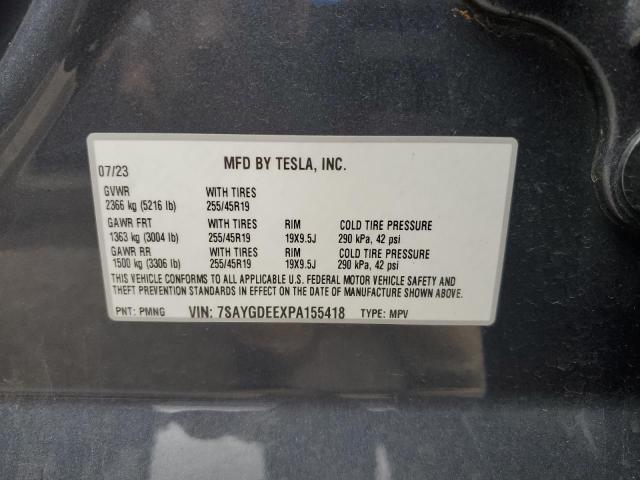 07/23 MFD BY TESLA, INC.
GVWR WITH TIRES
2366 kg (5216 lb) 255/45R19
GAWR FRT WITH TIRES RIM COLD TIRE PRESSURE
1363 kg (3004 lb) 255/45R19 19X9.5J 290 kPa, 42 psi
GAWR RR WITH TIRES RIM COLD TIRE PRESSURE
1500 kg (3306 lb) 255/45R19 19X9.5J 290 kPa, 42 psi
THIS VEHICLE CONFORMS TO ALL APPLICABLE U.S. FEDERAL MOTOR VEHICLE SAFETY AND
THEFT PREVENTION STANDARDS IN EFFECT ON THE DATE OF MANUFACTURE SHOWN ABOVE.
PNT: PMNG VIN: 7SAYGDEEXPA155418 TYPE: MPV